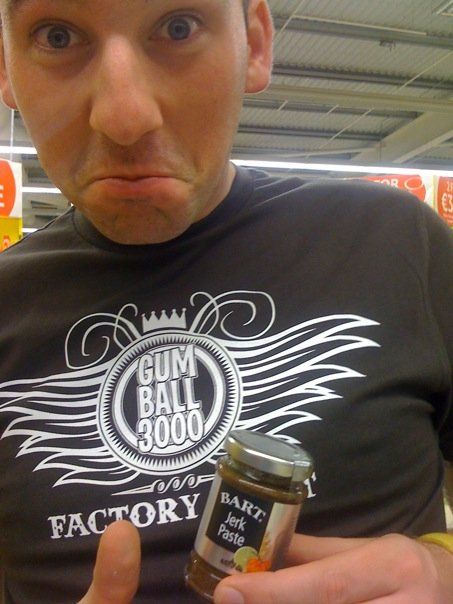 GUM
BALL
3000
FACTORY
BART.
Jerk
Paste